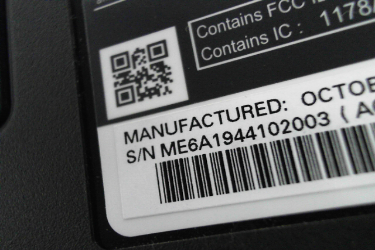 Contains FCC
Contains IC : 1178
MANUFACTURED: OCTOB
S/N ME6A1944102003 ( A